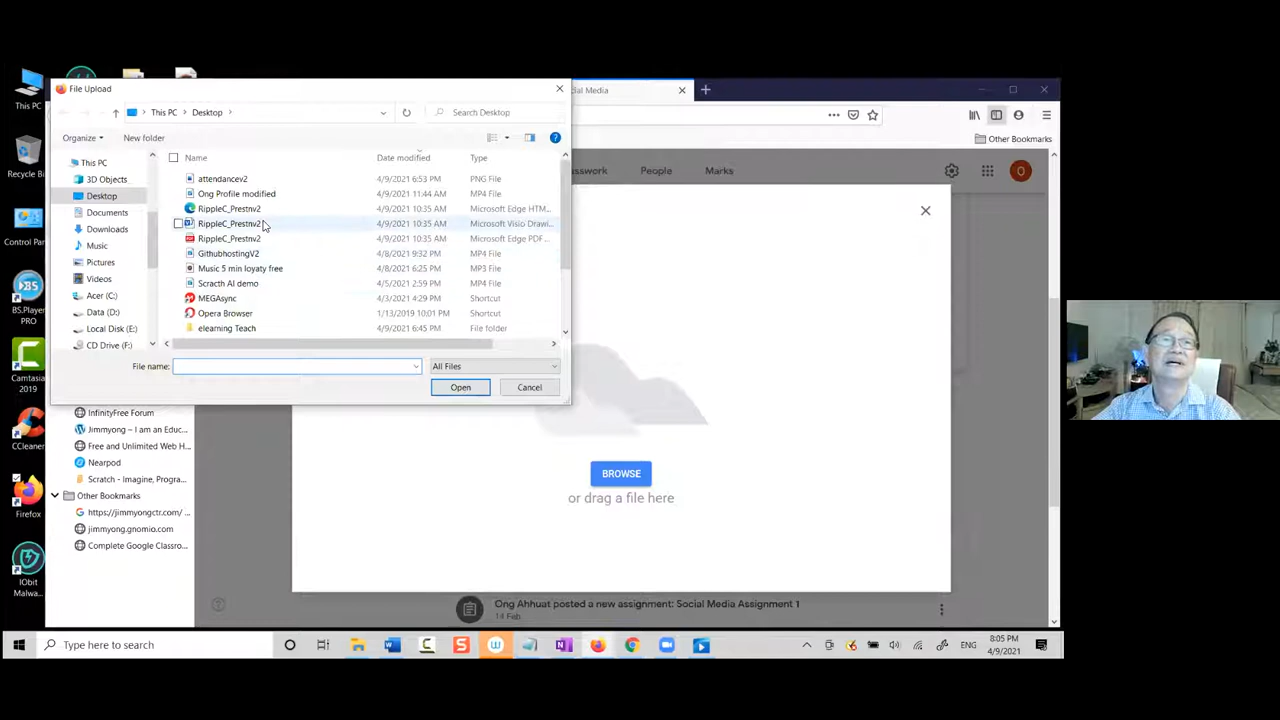 This PC
Recycle Bi
Control Pan
BS.Player
PRO
Camtasia
2019
CCleaner
Firefox
IObit
Malwa...
File Upload
This PC
Desktop
Search Desktop
Organize
New folder
This PC
3D Objects
Desktop
Documents
Downloads
Music
Pictures
Videos
Acer (C:)
Data (D:)
Local Disk (E:)
CD Drive (F:)
Name Date modified Type
attendancev2 4/9/2021 6:53 PM PNG File
Ong Profile modified 4/9/2021 11:44 AM MP4 File
RippleC_Prestnv2 4/9/2021 10:35 AM Microsoft Edge HTM...
RippleC_Prestnv2 4/9/2021 10:35 AM Microsoft Visio Drawi...
RippleC_Prestnv2 4/9/2021 10:35 AM Microsoft Edge PDF ...
GithubhostingV2 4/8/2021 9:32 PM MP4 File
Music 5 min loyaty free 4/8/2021 6:25 PM MP3 File
Scracth AI demo 4/5/2021 2:59 PM MP4 File
MEGAsync 4/3/2021 4:29 PM Shortcut
Opera Browser 1/13/2019 10:01 PM Shortcut
elearning Teach 4/9/2021 6:45 PM File folder
File name:
All Files
Open
Cancel
ial Media
Other Bookmarks
sswork
People
Marks
O
InfinityFree Forum
Jimmyong – I am an Educ...
Free and Unlimited Web H...
Nearpod
Scratch - Imagine, Progra...
Other Bookmarks
https://jimmyongctr.com/ ...
jimmyong.gnomio.com
Complete Google Classro...
BROWSE
or drag a file here
Ong Ahhuat posted a new assignment: Social Media Assignment 1
14 Feb
Type here to search
ENG
8:05 PM
4/9/2021